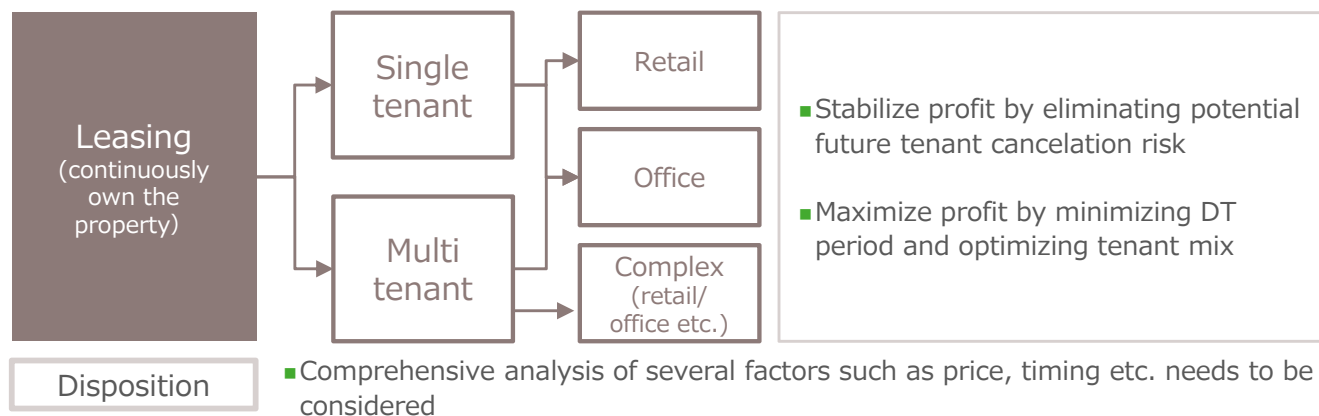 Leasing
(continuously
own the
property）
Single
tenant
Multi
tenant
Retail
Office
Complex
(retail/
office etc.)
■Stabilize profit by eliminating potential
future tenant cancelation risk
■Maximize profit by minimizing DT
period and optimizing tenant mix
Disposition
■Comprehensive analysis of several factors such as price, timing etc. needs to be
considered